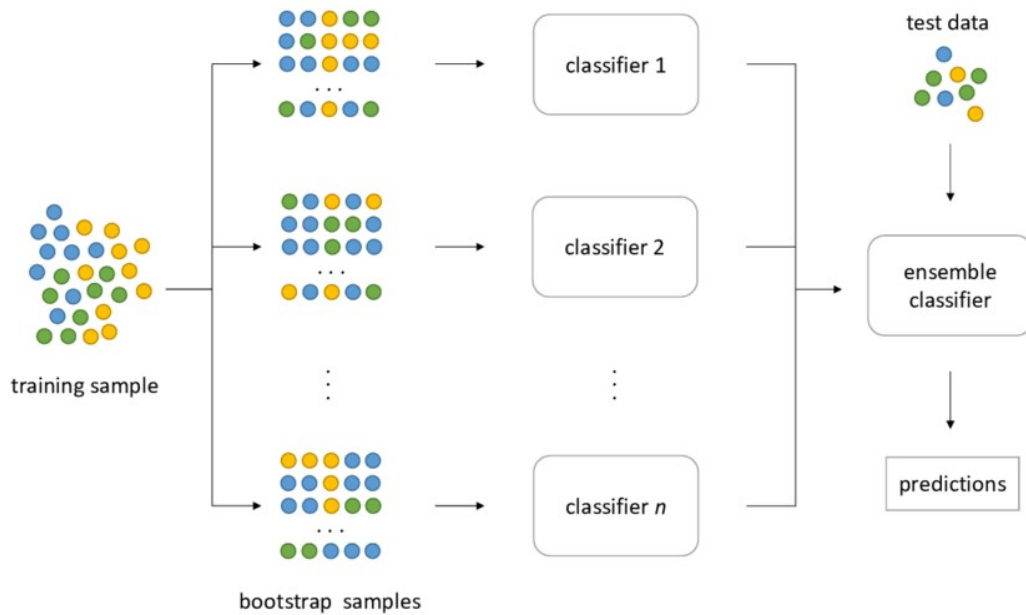 test data
classifier 1
. . .
classifier 2
. . .
ensemble
classifier
training sample
predictions
classifier n
. . .
bootstrap samples